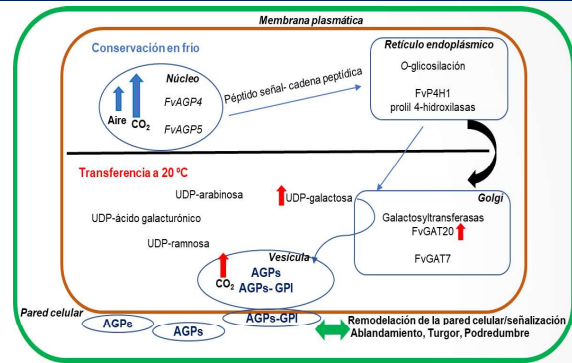 Membrana plasmática
Conservación en frío
Retículo endoplásmico
O-glicosilación
FvP4H1
prolil 4-hidroxilasas
Núcleo
FvAGP4
FvAGP5
Aire
CO2
Péptido señal- cadena peptídica
Transferencia a 20 ºC
UDP-arabinosa
UDP-galactosa
UDP-ácido galacturónico
UDP-ramnosa
Golgi
Galactosyltransferasas
FvGAT20
FvGAT7
Vesícula
AGPs
AGPs- GPI
CO2
Pared celular
AGPs
AGPs
AGPs-GPI
Remodelación de la pared celular/señalización
Ablandamiento, Turgor, Podredumbre